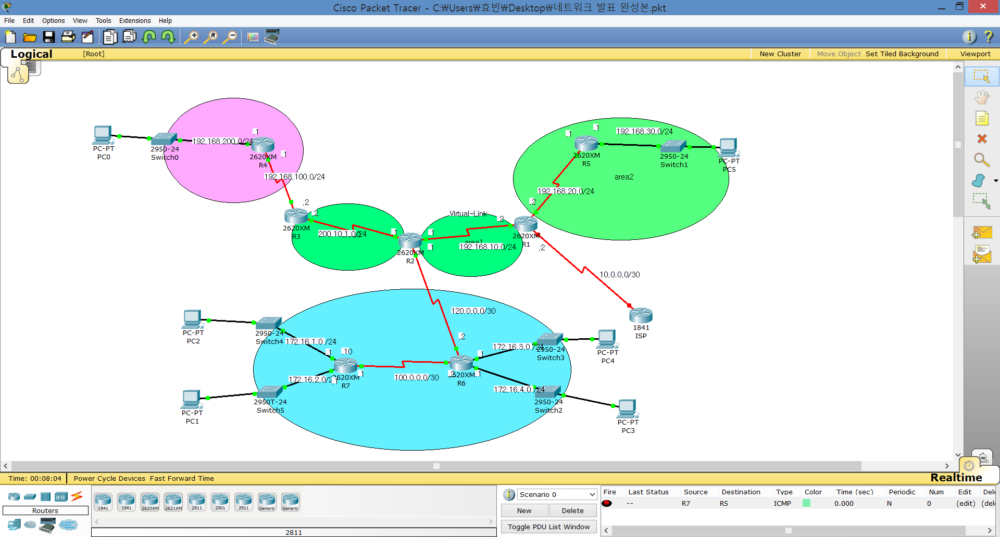 Cisco Packet Tracer - C:₩Users₩효빈₩Desktop₩네트워크 발표 완성본.pkt
File Edit Options View Tools Extensions Help
Logical [Root] New Cluster Move Object Set Tiled Background Viewport
PC-PT
PC0
2950-24
Switch0
192.168.200.0/24
.1
2620XM
R4
.1
192.168.100.0/24
.2
2620XM
R3
.2
200.10.1.0/24
.1
2620XM
R2
.1
.1
Virtual-Link
.2
192.168.10.0/24
2620XM
R1
.2
.2
192.168.20.0/24
.1
.1
2620XM
R5
192.168.30.0/24
2950-24
Switch1
PC-PT
PC5
area2
10.0.0.0/30
1841
ISP
120.0.0.0/30
.2
PC-PT
PC2
2950-24
Switch4
172.16.1.0 /24
.1
.10
2620XM
R7
.1
172.16.2.0/24
.1
PC-PT
PC1
2950T-24
Switch5
100.0.0.0/30
.2
2620XM
R6
.1
.1
172.16.3.0 /24
2950-24
Switch3
PC-PT
PC4
172.16.4.0 /24
2950-24
Switch2
PC-PT
PC3
Time: 00:08:04 Power Cycle Devices Fast Forward Time
Realtime
Routers
1841 1941 2620XM 2621XM 2811 2901 2911 Generic Generic
2811
Scenario 0
New Delete
Toggle PDU List Window
Fire Last Status Source Destination Type Color Time (sec) Periodic Num Edit Dele
-- R7 R5 ICMP 0.000 N 0 (edit) (del